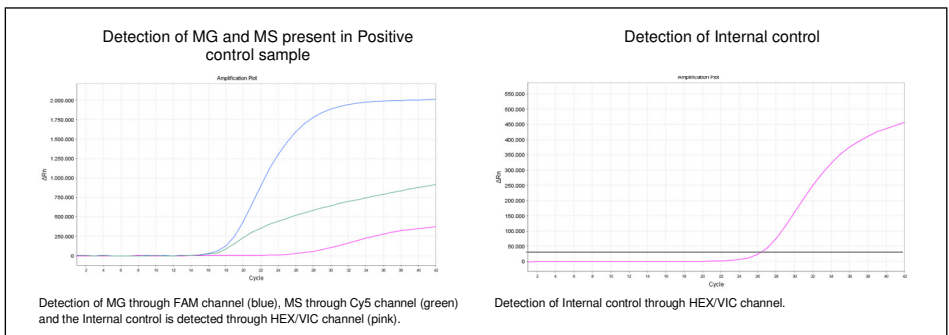 Detection of MG and MS present in Positive
control sample
Amplification Plot
2.000.000
1.750.000
1.500.000
1.250.000
1.000.000
750.000
500.000
250.000
0
ΔRn
2 4 6 8 10 12 14 16 18 20 22 24 26 28 30 32 34 36 38 40 42
Cycle
Detection of MG through FAM channel (blue), MS through Cy5 channel (green)
and the Internal control is detected through HEX/VIC channel (pink).
Detection of Internal control
Amplification Plot
550.000
500.000
450.000
400.000
350.000
300.000
250.000
200.000
150.000
100.000
50.000
0
ΔRn
2 4 6 8 10 12 14 16 18 20 22 24 26 28 30 32 34 36 38 40 42
Cycle
Detection of Internal control through HEX/VIC channel.